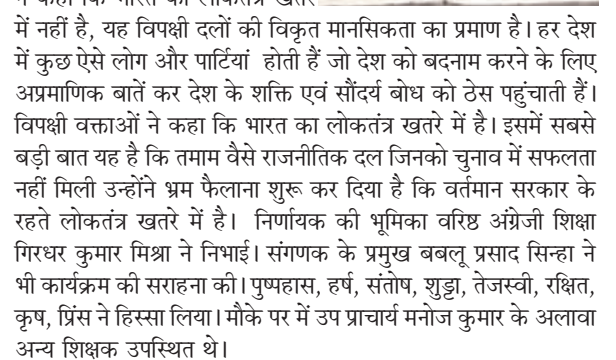 में नहीं है, यह विपक्षी दलों की विकृत मानसिकता का प्रमाण है। हर देश
में कुछ ऐसे लोग और पार्टियां होती हैं जो देश को बदनाम करने के लिए
अप्रमाणिक बातें कर देश के शक्ति एवं सौंदर्य बोध को ठेस पहुंचाती हैं।
विपक्षी वक्ताओं ने कहा कि भारत का लोकतंत्र खतरे में है। इसमें सबसे
बड़ी बात यह है कि तमाम वैसे राजनीतिक दल जिनको चुनाव में सफलता
नहीं मिली उन्होंने भ्रम फैलाना शुरू कर दिया है कि वर्तमान सरकार के
रहते लोकतंत्र खतरे में है। निर्णायक की भूमिका वरिष्ठ अंग्रेजी शिक्षा
गिरधर कुमार मिश्रा ने निभाई। संगणक के प्रमुख बबलू प्रसाद सिन्हा ने
भी कार्यक्रम की सराहना की। पुष्पहास, हर्ष, संतोष, शुड्डा, तेजस्वी, रक्षित,
कृष, प्रिंस ने हिस्सा लिया। मौके पर में उप प्राचार्य मनोज कुमार के अलावा
अन्य शिक्षक उपस्थित थे।